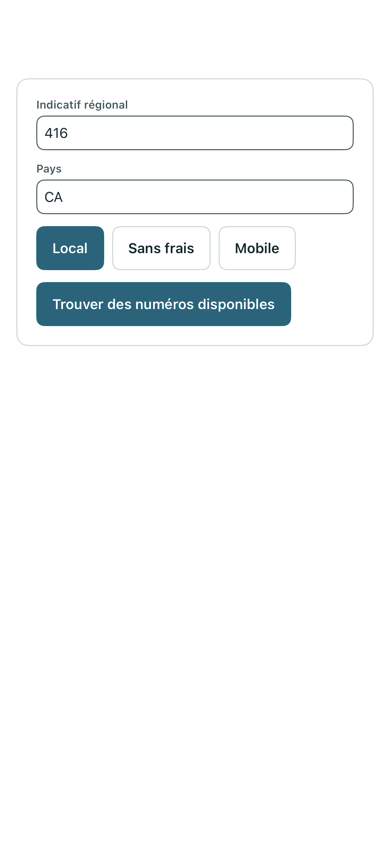 Indicatif régional
416
Pays
CA
Local
Sans frais
Mobile
Trouver des numéros disponibles